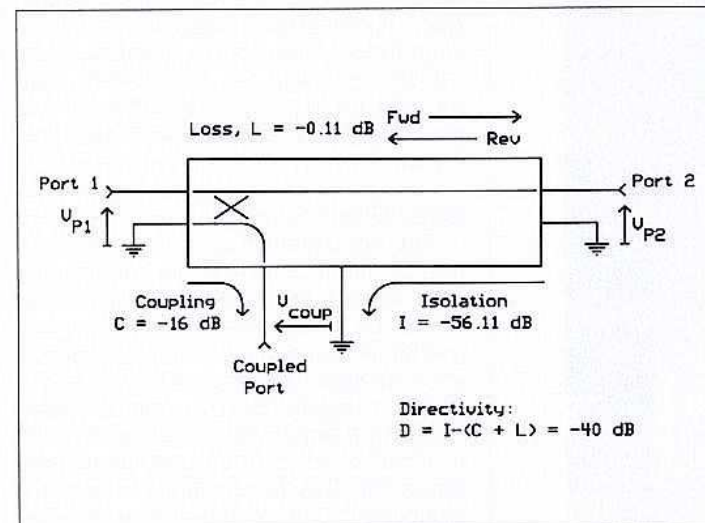 Loss, L = -0.11 dB
Fwd
Rev
Port 1
Port 2
V P1
V P2
Coupling
C = -16 dB
V coup
Isolation
I = -56.11 dB
Coupled
Port
Directivity:
D = I-(C + L) = -40 dB